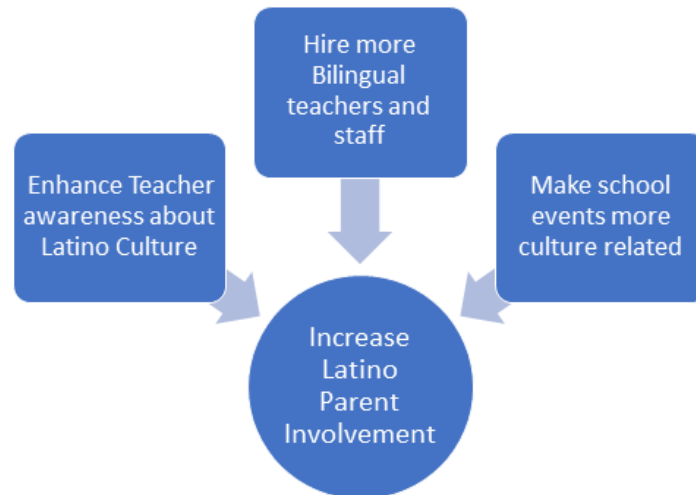 Hire more
Bilingual
teachers and
staff
Enhance Teacher
awareness about
Latino Culture
Make school
events more
culture related
Increase
Latino
Parent
Involvement